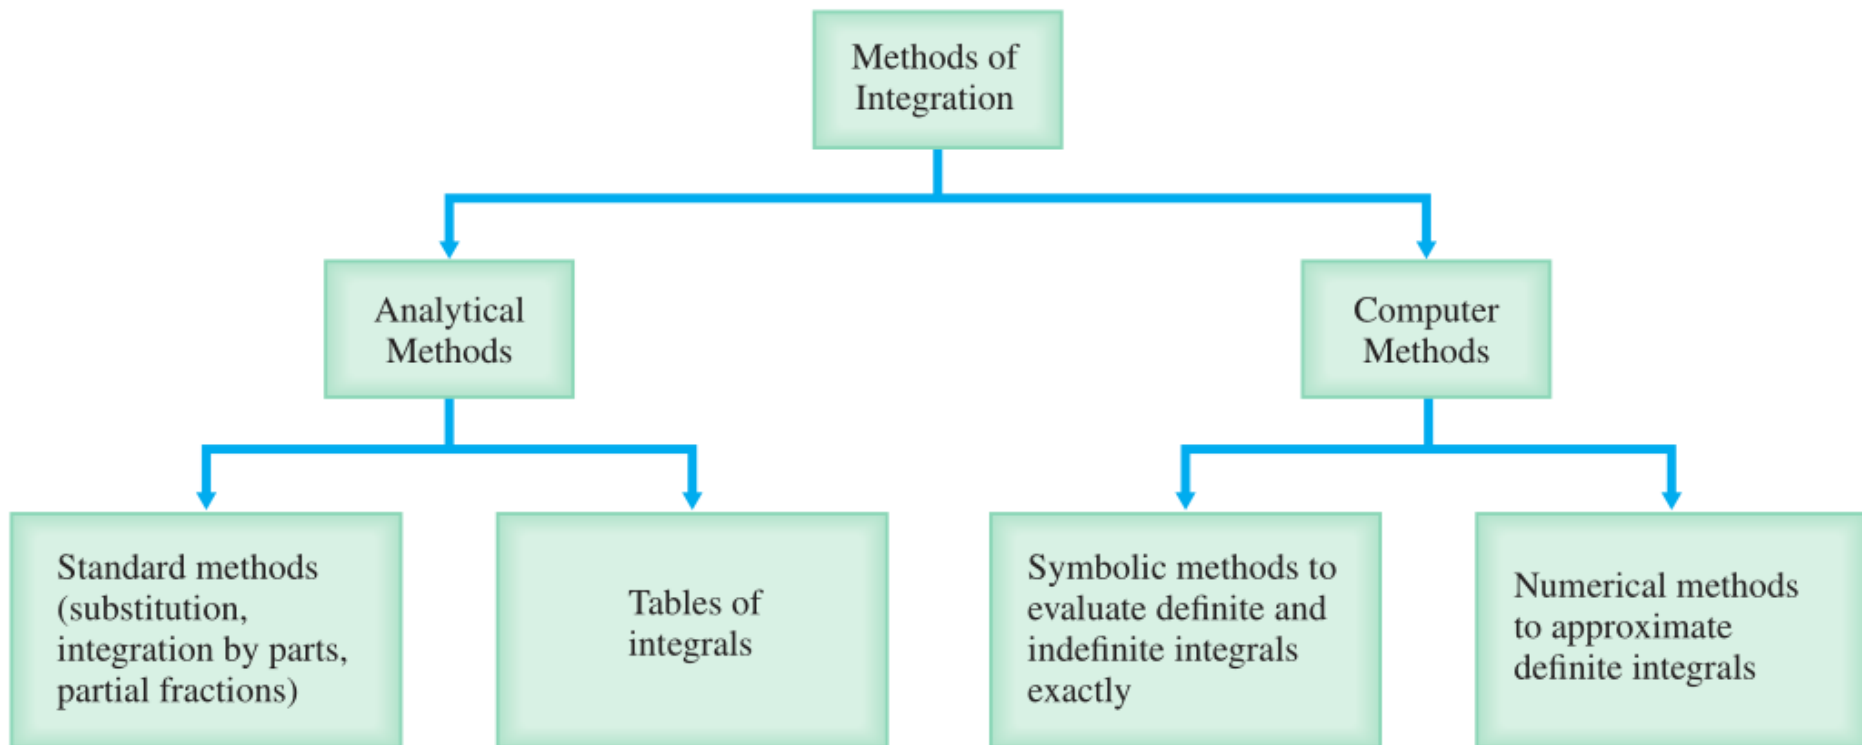 Methods of
Integration
Analytical
Methods
Computer
Methods
Standard methods
(substitution,
integration by parts,
partial fractions)
Tables of
integrals
Symbolic methods to
evaluate definite and
indefinite integrals
exactly
Numerical methods
to approximate
definite integrals